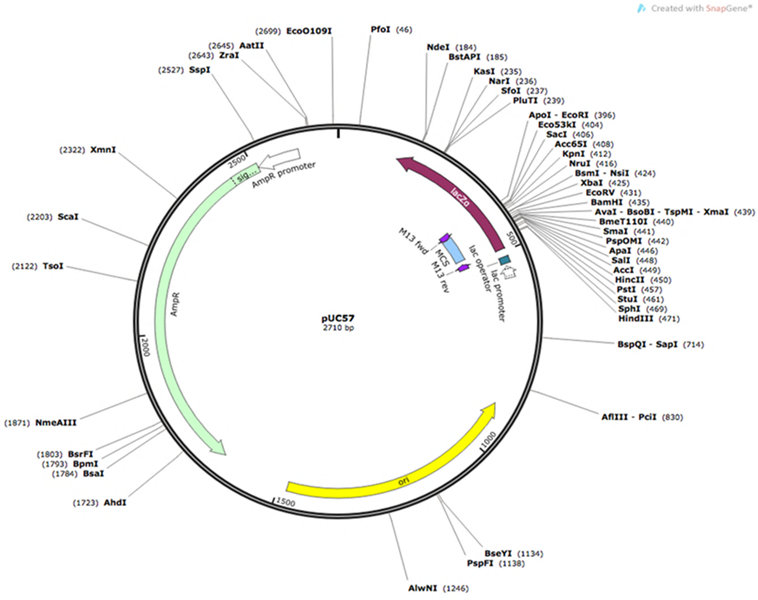 Created with SnapGene®
(2699) EcoO109I
PfoI (46)
(2645) AatII
(2643) ZraI
(2527) SspI
NdeI (184)
BstAPI (185)
KasI (235)
NarI (236)
SfoI (237)
PluTI (239)
ApoI - EcoRI (396)
Eco53kI (404)
SacI (406)
Acc65I (408)
KpnI (412)
NruI (416)
BsmI - NsiI (424)
XbaI (425)
EcoRV (431)
BamHI (435)
AvaI - BsoBI - TspMI - XmaI (439)
BmeT110I (440)
SmaI (441)
PspOMI (442)
ApaI (446)
SalI (448)
AccI (449)
HincII (450)
PstI (457)
StuI (461)
SphI (469)
HindIII (471)
BspQI - SapI (714)
AflIII - PciI (830)
BseYI (1134)
PspFI (1138)
AlwNI (1246)
(1723) AhdI
(1784) BsaI
(1793) BpmI
(1803) BsrFI
(1871) NmeAIII
(2122) TsoI
(2203) ScaI
(2322) XmnI
2500
sig...
AmpR promoter
lacZα
500
M13 fwd
MCS
M13 rev
lac operator
lac promoter
AmpR
2000
pUC57
2710 bp
1000
ori
1500